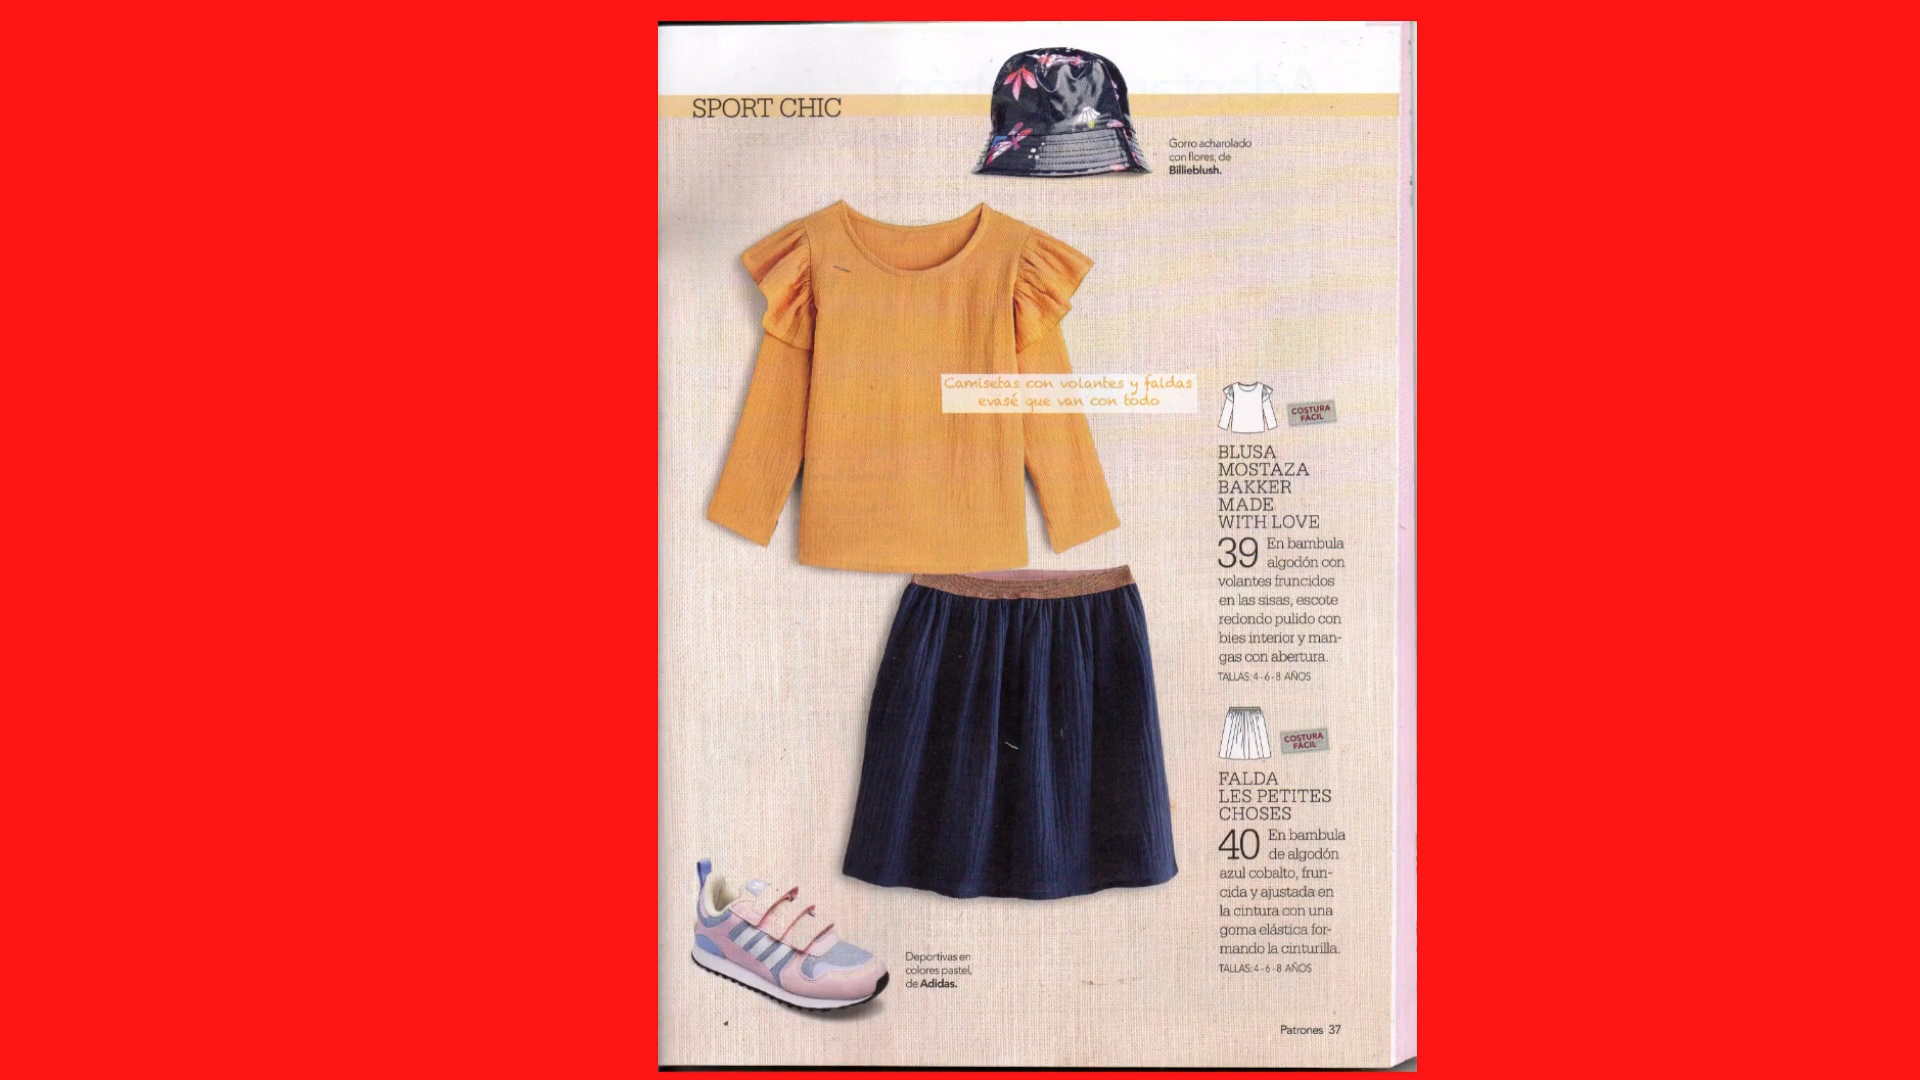 SPORT CHIC
Gorro acharolado
con flores, de
Billieblush.
Camisetas con volantes y faldas
evasé que van con todo
COSTURA
FÁCIL
BLUSA
MOSTAZA
BAKKER
MADE
WITH LOVE
39 En bambula
algodón con
volantes fruncidos
en las sisas, escote
redondo pulido con
bies interior y man-
gas con abertura.
TALLAS: 4 - 6 - 8 AÑOS
COSTURA
FÁCIL
FALDA
LES PETITES
CHOSES
40 En bambula
de algodón
azul cobalto, frun-
cida y ajustada en
la cintura con una
goma elástica for-
mando la cinturilla.
TALLAS: 4 - 6 - 8 AÑOS
Deportivas en
colores pastel,
de Adidas.
Patrones 37